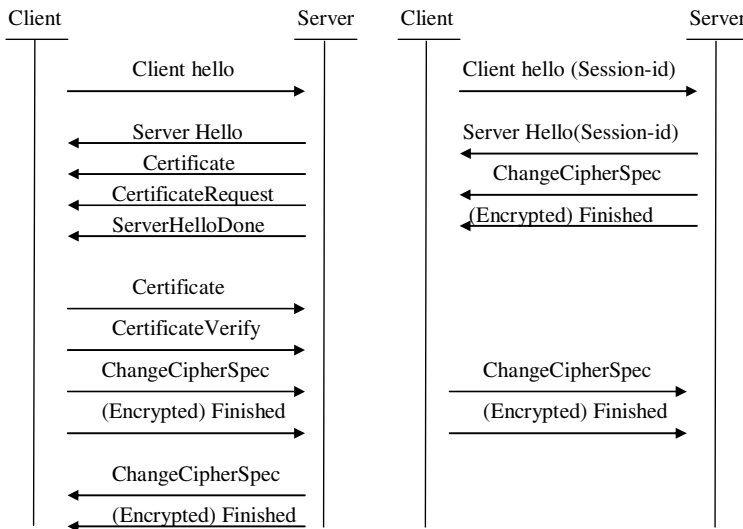 Client
Server
Client hello
Server Hello
Certificate
CertificateRequest
ServerHelloDone
Certificate
CertificateVerify
ChangeCipherSpec
(Encrypted) Finished
ChangeCipherSpec
(Encrypted) Finished
Client
Server
Client hello (Session-id)
Server Hello(Session-id)
ChangeCipherSpec
(Encrypted) Finished
ChangeCipherSpec
(Encrypted) Finished